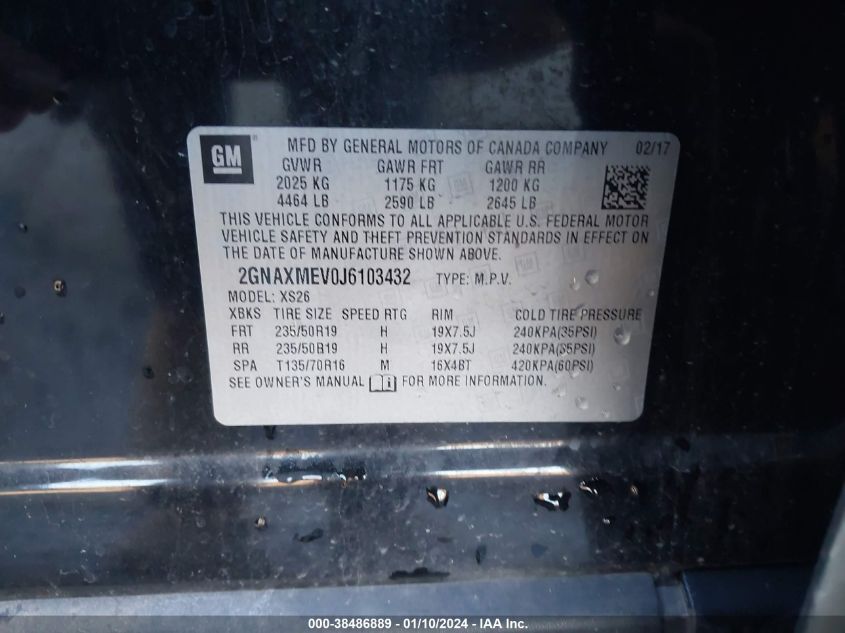 GM
MFD BY GENERAL MOTORS OF CANADA COMPANY 02/17
GVWR GAWR FRT GAWR RR
2025 KG 1175 KG 1200 KG
4464 LB 2590 LB 2645 LB
THIS VEHICLE CONFORMS TO ALL APPLICABLE U.S. FEDERAL MOTOR
VEHICLE SAFETY AND THEFT PREVENTION STANDARDS IN EFFECT ON
THE DATE OF MANUFACTURE SHOWN ABOVE.
2GNAXMEV0J6103432 TYPE: M.P.V.
MODEL: XS26
XBKS TIRE SIZE SPEED RTG RIM COLD TIRE PRESSURE
FRT 235/50R19 H 19X7.5J 240KPA(35PSI)
RR 235/50R19 H 19X7.5J 240KPA(35PSI)
SPA T135/70R16 M 16X4BT 420KPA(60PSI)
SEE OWNER'S MANUAL FOR MORE INFORMATION.
000-38486889 - 01/10/2024 - IAA Inc.